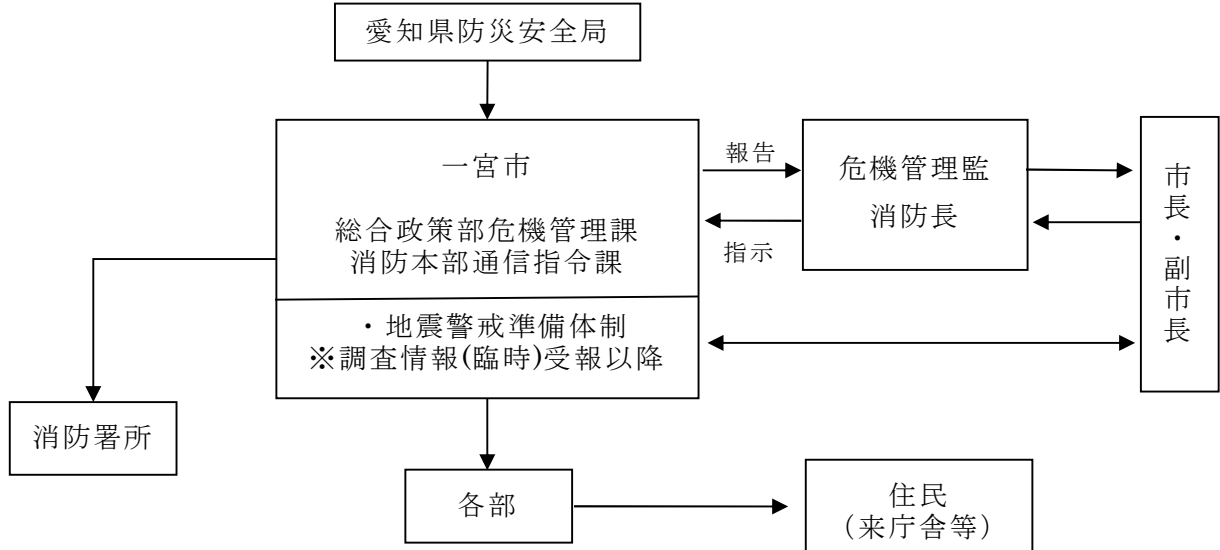 愛知県防災安全局
一宮市
総合政策部危機管理課
消防本部通信指令課
・地震警戒準備体制
※調査情報(臨時)受報以降
報告
指示
危機管理監
消防長
市長・副市長
消防署所
各部
住民
(来庁舎等)